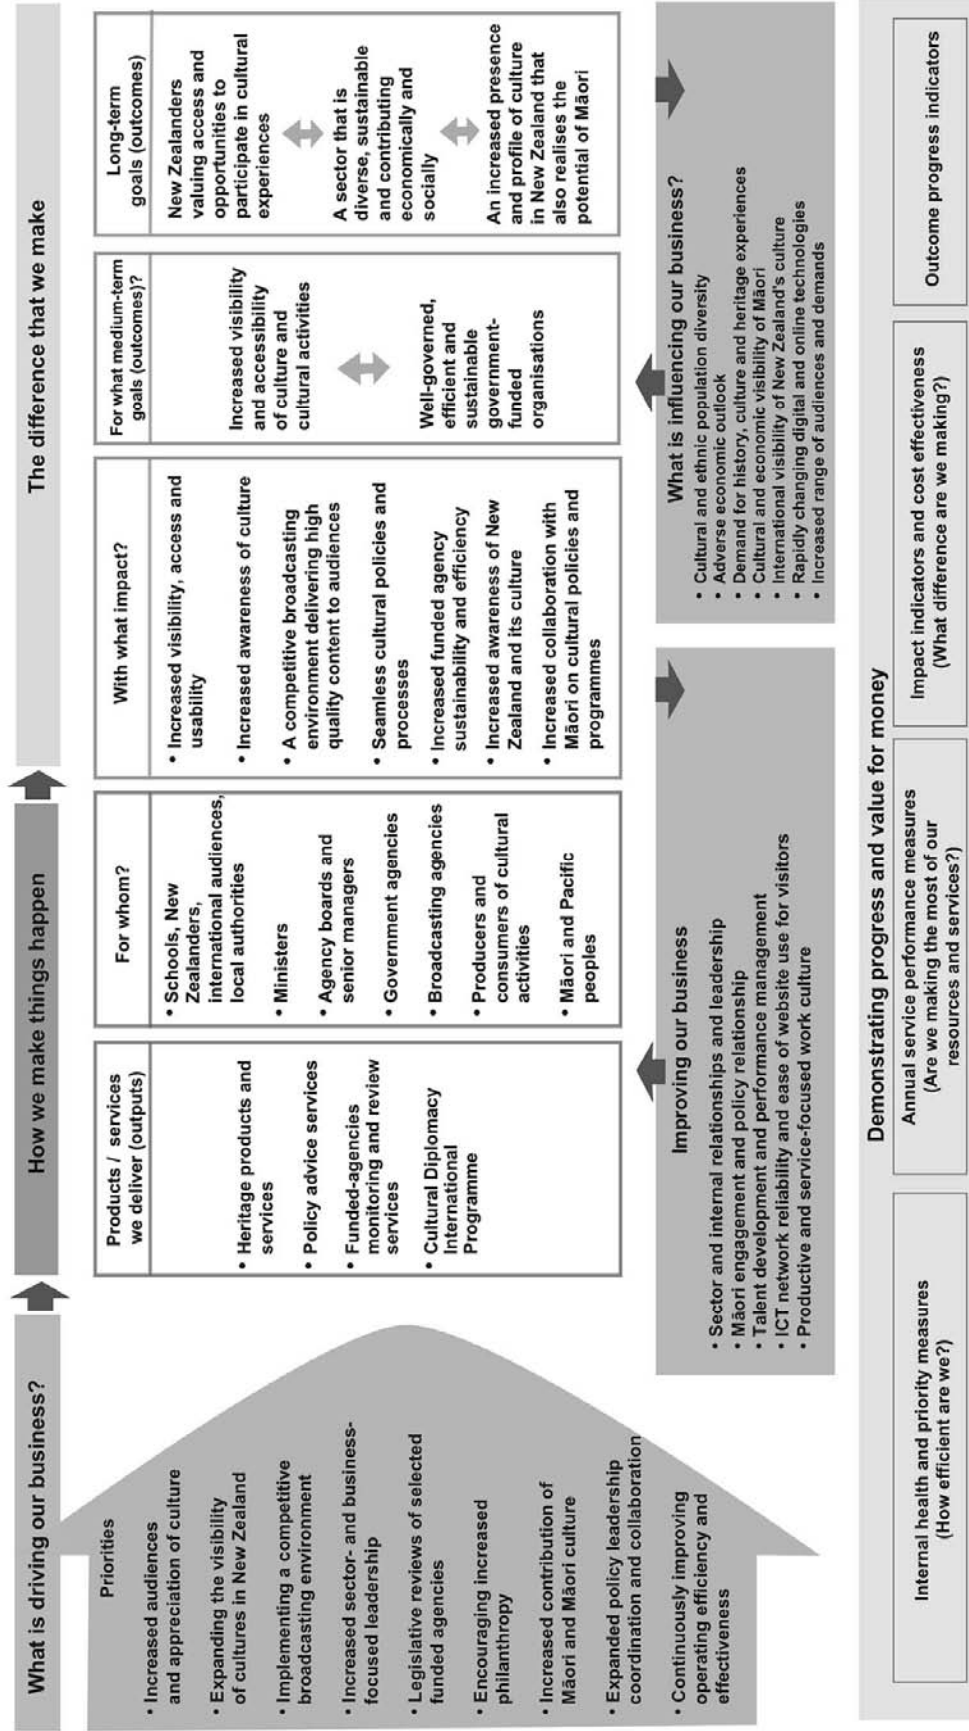 What is driving our business?
How we make things happen
The difference that we make
Priorities
• Increased audiences
and appreciation of culture
• Expanding the visibility
of cultures in New Zealand
• Implementing a competitive
broadcasting environment
• Increased sector- and business-
focused leadership
• Legislative reviews of selected
funded agencies
• Encouraging increased
philanthropy
• Increased contribution of
Māori and Māori culture
• Expanded policy leadership
coordination and collaboration
• Continuously improving
operating efficiency and
effectiveness
Products / services
we deliver (outputs)
• Heritage products and
services
• Policy advice services
• Funded-agencies
monitoring and review
services
• Cultural Diplomacy
International
Programme
For whom?
• Schools, New
Zealanders,
international audiences,
local authorities
• Ministers
• Agency boards and
senior managers
• Government agencies
• Broadcasting agencies
• Producers and
consumers of cultural
activities
• Māori and Pacific
peoples
With what impact?
• Increased visibility, access and
usability
• Increased awareness of culture
• A competitive broadcasting
environment delivering high
quality content to audiences
• Seamless cultural policies and
processes
• Increased funded agency
sustainability and efficiency
• Increased awareness of New
Zealand and its culture
• Increased collaboration with
Māori on cultural policies and
programmes
For what medium-term
goals (outcomes)?
Increased visibility
and accessibility
of culture and
cultural activities
Well-governed,
efficient and
sustainable
government-
funded
organisations
Long-term
goals (outcomes)
New Zealanders
valuing access and
opportunities to
participate in cultural
experiences
A sector that is
diverse, sustainable
and contributing
economically and
socially
An increased presence
and profile of culture
in New Zealand that
also realises the
potential of Māori
Improving our business
• Sector and internal relationships and leadership
• Māori engagement and policy relationship
• Talent development and performance management
• ICT network reliability and ease of website use for visitors
• Productive and service-focused work culture
What is influencing our business?
• Cultural and ethnic population diversity
• Adverse economic outlook
• Demand for history, culture and heritage experiences
• Cultural and economic visibility of Māori
• International visibility of New Zealand's culture
• Rapidly changing digital and online technologies
• Increased range of audiences and demands
Demonstrating progress and value for money
Internal health and priority measures
(How efficient are we?)
Annual service performance measures
(Are we making the most of our
resources and services?)
Impact indicators and cost effectiveness
(What difference are we making?)
Outcome progress indicators